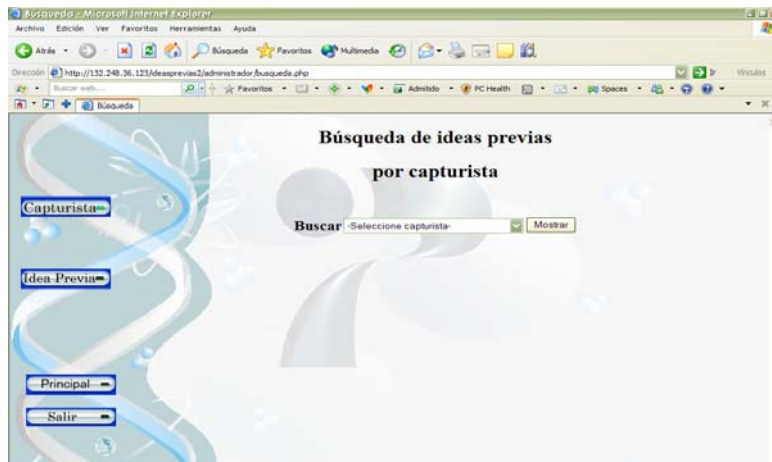 Búsqueda - Microsoft Internet Explorer
Archivo Edición Ver Favoritos Herramientas Ayuda
Atrás Búsqueda Favoritos Multimedia
Dirección http://132.248.36.123/ideasprevias2/administrador/busqueda.php Ir Vínculos
Buscar web... Favoritos Admitido PC Health Spaces
Búsqueda
Búsqueda de ideas previas
por capturista
Capturista
Buscar -Seleccione capturista- Mostrar
Idea Previa
Principal
Salir